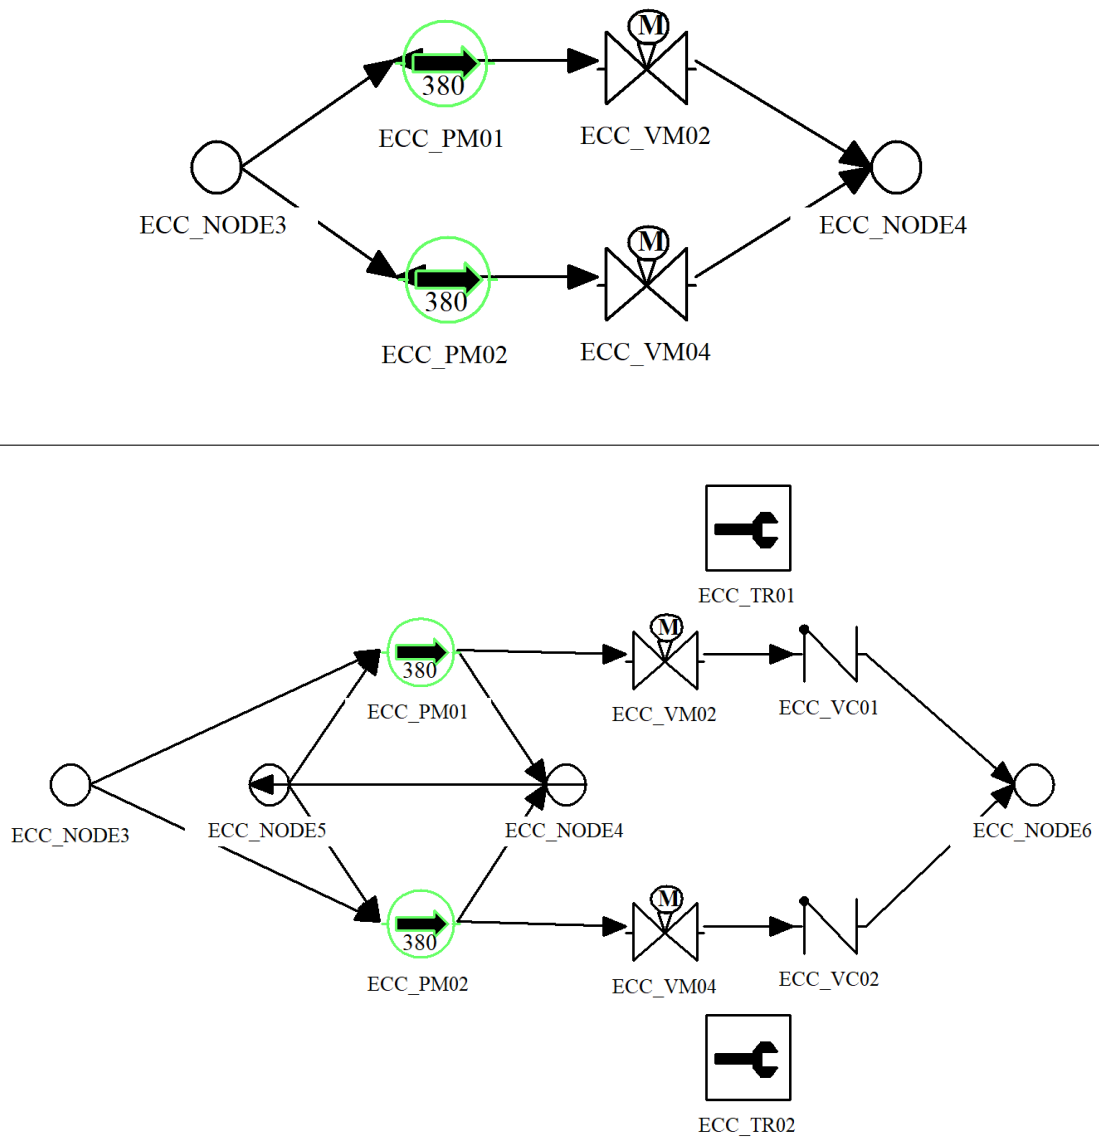 M
380
ECC_PM01
ECC_VM02
ECC_NODE3
ECC_NODE4
M
380
ECC_PM02
ECC_VM04
ECC_TR01
M
380
ECC_PM01
ECC_VM02
ECC_VC01
ECC_NODE3
ECC_NODE5
ECC_NODE4
ECC_NODE6
M
380
ECC_PM02
ECC_VM04
ECC_VC02
ECC_TR02